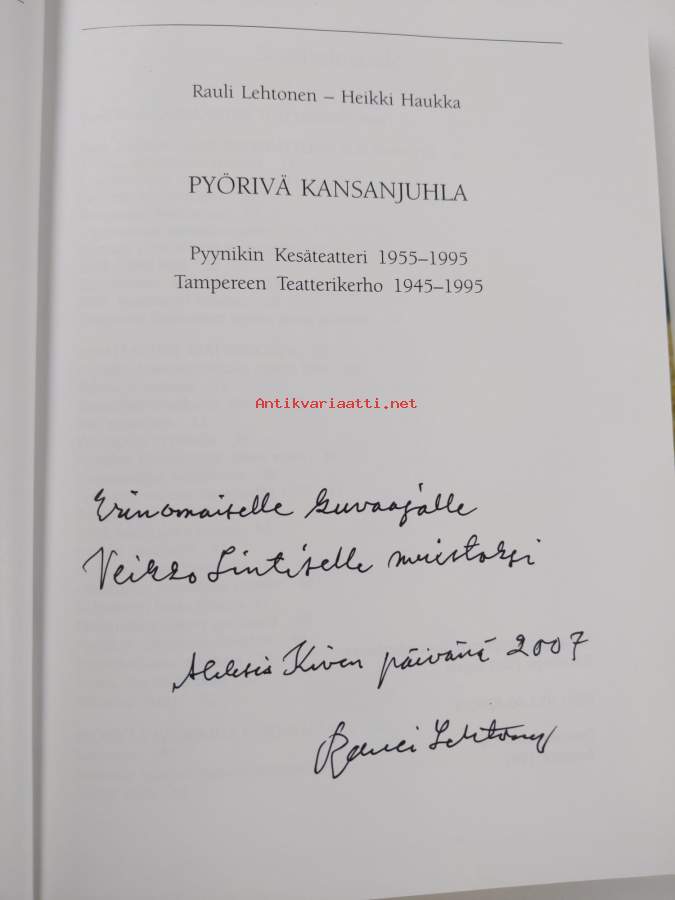 Rauli Lehtonen – Heikki Haukka
PYÖRIVÄ KANSANJUHLA
Pyynikin Kesäteatteri 1955–1995
Tampereen Teatterikerho 1945–1995
Antikvariaatti.net
Erinomaiselle kuvaajalle
Veikko Lintiselle muistoksi
Aleksis Kiven päivänä 2007
Rauli Lehtonen